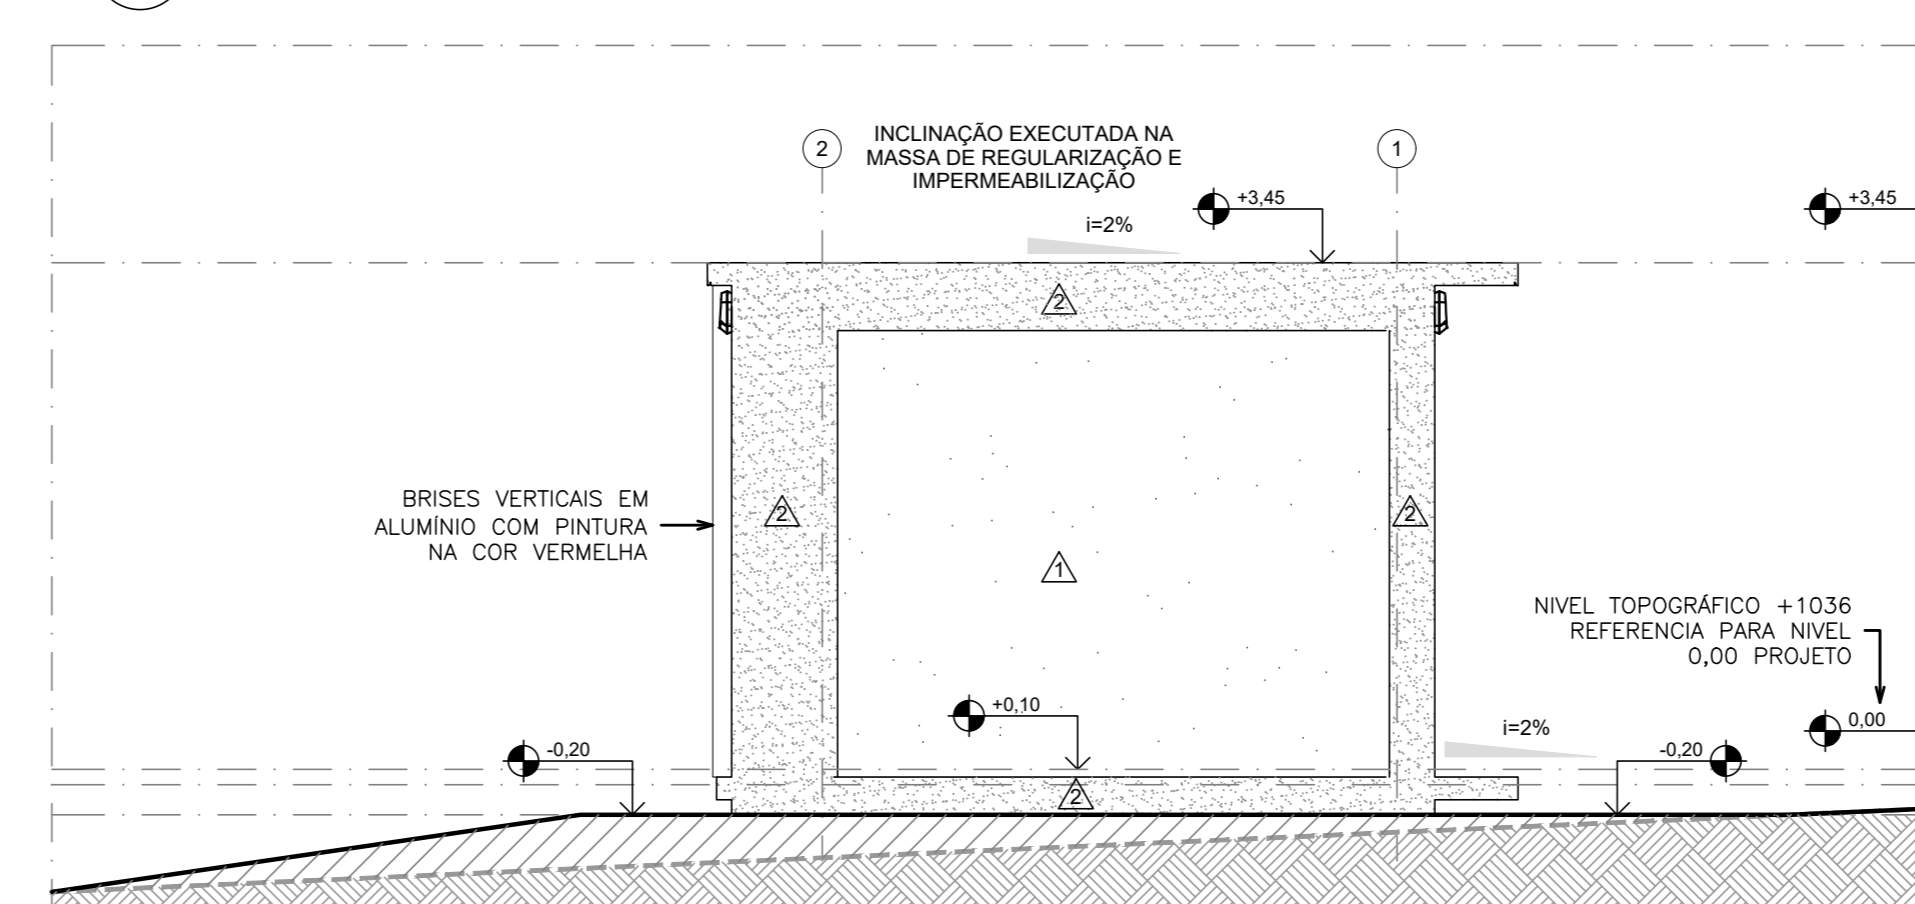 INCLINAÇÃO EXECUTADA NA
MASSA DE REGULARIZAÇÃO E
IMPERMEABILIZAÇÃO
2
1
i=2%
+3,45
+3,45
2
BRISES VERTICAIS EM
ALUMÍNIO COM PINTURA
NA COR VERMELHA
2
2
1
NIVEL TOPOGRÁFICO +1036
REFERENCIA PARA NIVEL
0,00 PROJETO
+0,10
i=2%
0,00
-0,20
-0,20
2